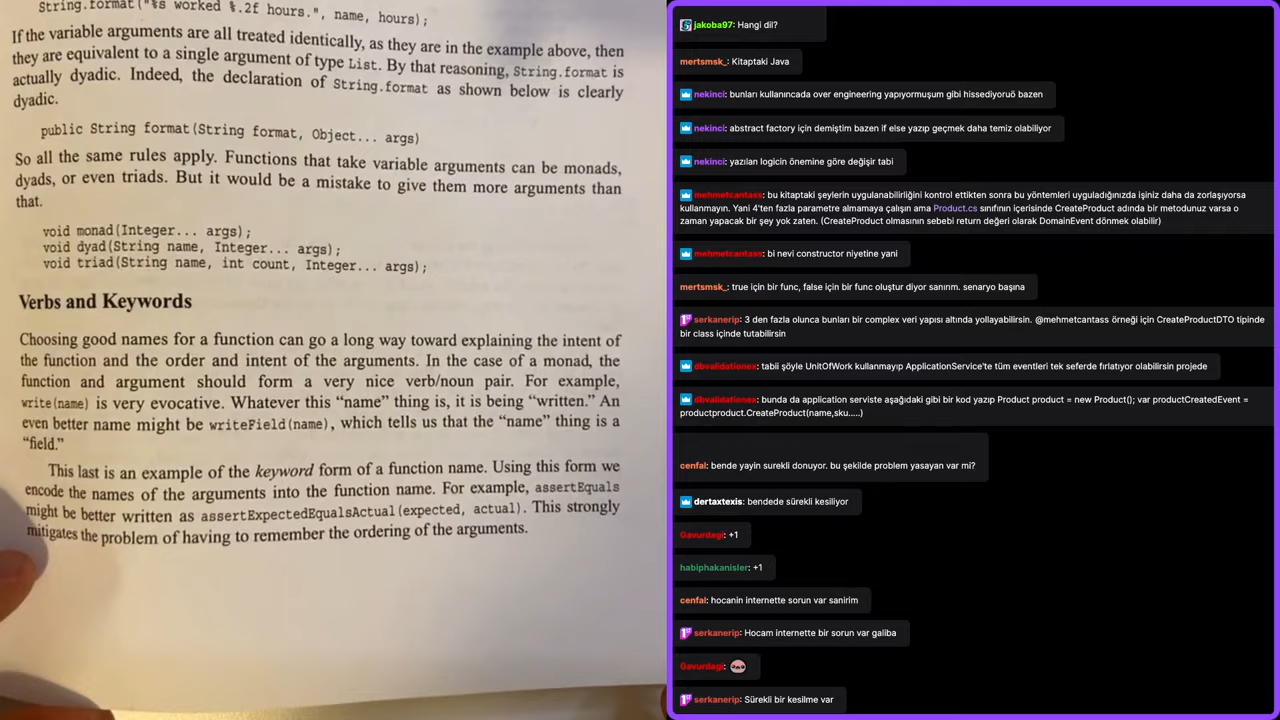 String.format("%s worked %.2f hours.", name, hours);
If the variable arguments are all treated identically, as they are in the example above, then
they are equivalent to a single argument of type List. By that reasoning, String.format is
actually dyadic. Indeed, the declaration of String.format as shown below is clearly
dyadic.
public String format(String format, Object... args)
So all the same rules apply. Functions that take variable arguments can be monads,
dyads, or even triads. But it would be a mistake to give them more arguments than
that.
void monad(Integer... args);
void dyad(String name, Integer... args);
void triad(String name, int count, Integer... args);
Verbs and Keywords
Choosing good names for a function can go a long way toward explaining the intent of
the function and the order and intent of the arguments. In the case of a monad, the
function and argument should form a very nice verb/noun pair. For example,
write(name) is very evocative. Whatever this “name” thing is, it is being “written.” An
even better name might be writeField(name), which tells us that the “name” thing is a
“field.”
This last is an example of the keyword form of a function name. Using this form we
encode the names of the arguments into the function name. For example, assertEquals
might be better written as assertExpectedEqualsActual(expected, actual). This strongly
mitigates the problem of having to remember the ordering of the arguments.
jakoba97: Hangi dil?
mertsmsk_: Kitaptaki Java
nekinci: bunları kullanıncada over engineering yapıyormuşum gibi hissediyoruö bazen
nekinci: abstract factory için demiştim bazen if else yazıp geçmek daha temiz olabiliyor
nekinci: yazılan logicin önemine göre değişir tabi
mehmetcantass: bu kitaptaki şeylerin uygulanabilirliğini kontrol ettikten sonra bu yöntemleri uyguladığınızda işiniz daha da zorlaşıyorsa
kullanmayın. Yani 4'ten fazla parametre almamaya çalışın ama Product.cs sınıfının içerisinde CreateProduct adında bir metodunuz varsa o
zaman yapacak bir şey yok zaten. (CreateProduct olmasının sebebi return değeri olarak DomainEvent dönmek olabilir)
mehmetcantass: bi nevi constructor niyetine yani
mertsmsk_: true için bir func, false için bir func oluştur diyor sanırım. senaryo başına
serkanerip: 3 den fazla olunca bunları bir complex veri yapısı altında yollayabilirsin. @mehmetcantass örneği için CreateProductDTO tipinde
bir class içinde tutabilirsin
dbvalidationex: tabii şöyle UnitOfWork kullanmayıp ApplicationService'te tüm eventleri tek seferde fırlatıyor olabilirsin projede
dbvalidationex: bunda da application serviste aşağıdaki gibi bir kod yazıp Product product = new Product(); var productCreatedEvent =
productproduct.CreateProduct(name,sku.....)
cenfal: bende yayin surekli donuyor. bu şekilde problem yasayan var mi?
dertaxtexis: bendede sürekli kesiliyor
Gavurdagi: +1
habiphakanisler: +1
cenfal: hocanin internette sorun var sanirim
serkanerip: Hocam internette bir sorun var galiba
Gavurdagi:
serkanerip: Sürekli bir kesilme var